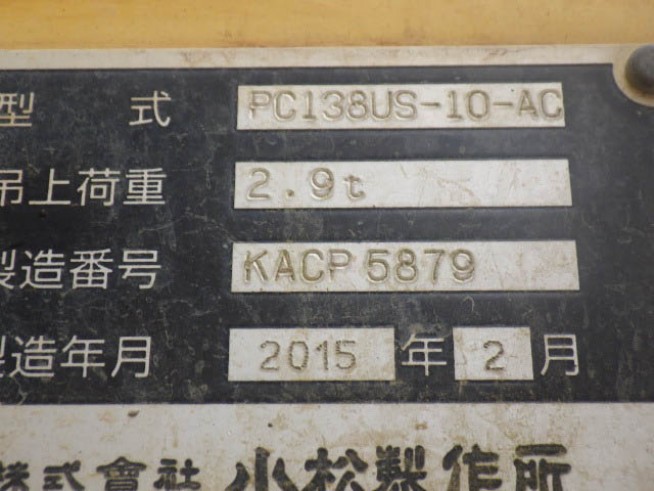 型 式 PC138US-10-AC
吊上荷重 2.9t
製造番号 KACP 5879
製造年月 2015 年 2 月
株式會社 小松製作所